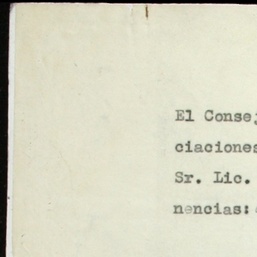 El Conse
ciaciones
Sr. Lic.
nencias: